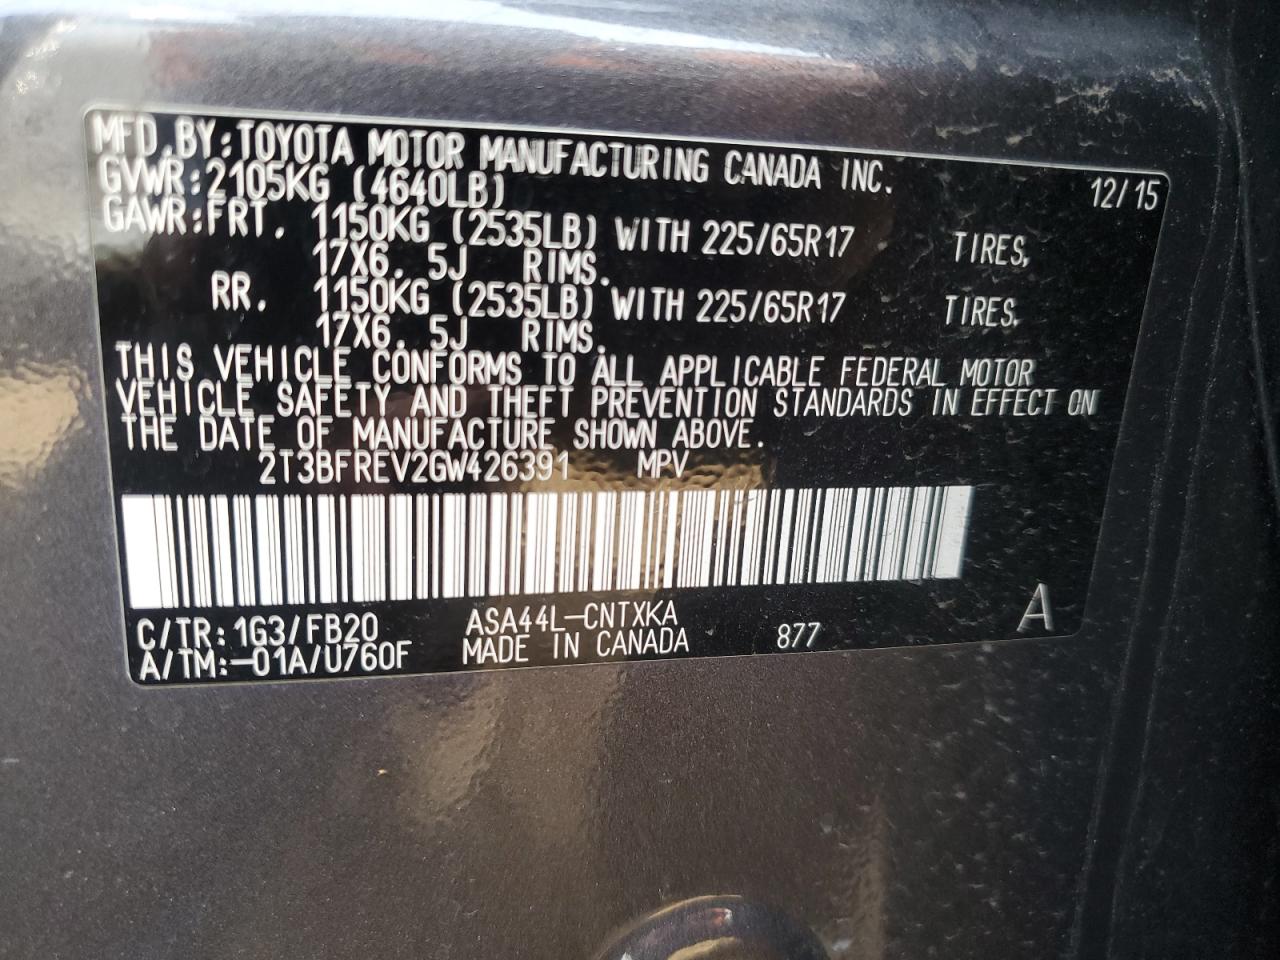 MFD.BY:TOYOTA MOTOR MANUFACTURING CANADA INC. 12/15
GVWR:2105KG (4640LB)
GAWR:FRT. 1150KG (2535LB) WITH 225/65R17 TIRES,
17X6. 5J RIMS.
RR. 1150KG (2535LB) WITH 225/65R17 TIRES,
17X6. 5J RIMS.
THIS VEHICLE CONFORMS TO ALL APPLICABLE FEDERAL MOTOR
VEHICLE SAFETY AND THEFT PREVENTION STANDARDS IN EFFECT ON
THE DATE OF MANUFACTURE SHOWN ABOVE.
2T3BFREV2GW426391 MPV
C/TR:1G3/FB20 ASA44L-CNTXKA A
A/TM:-01A/U760F MADE IN CANADA 877